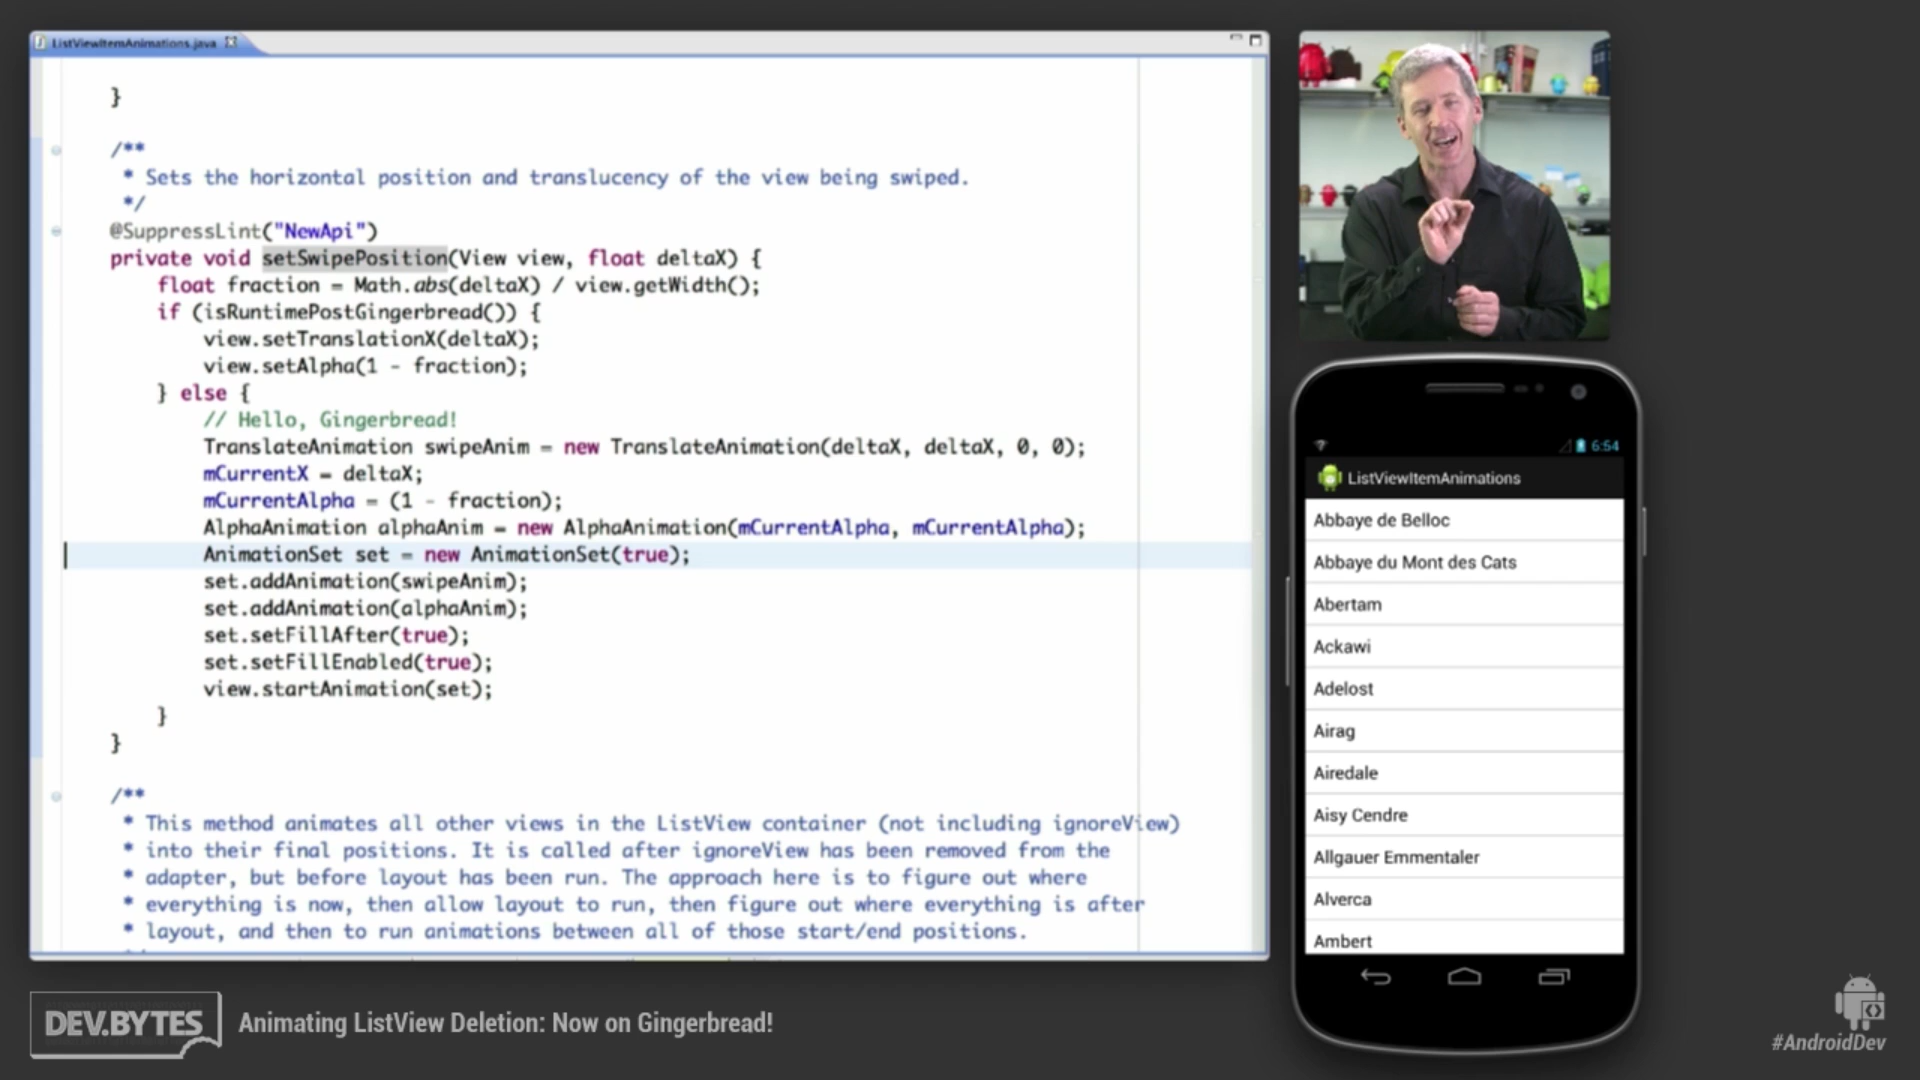 ListViewItemAnimations.java
}
/**
* Sets the horizontal position and translucency of the view being swiped.
*/
@SuppressLint("NewApi")
private void setSwipePosition(View view, float deltaX) {
float fraction = Math.abs(deltaX) / view.getWidth();
if (isRuntimePostGingerbread()) {
view.setTranslationX(deltaX);
view.setAlpha(1 - fraction);
} else {
// Hello, Gingerbread!
TranslateAnimation swipeAnim = new TranslateAnimation(deltaX, deltaX, 0, 0);
mCurrentX = deltaX;
mCurrentAlpha = (1 - fraction);
AlphaAnimation alphaAnim = new AlphaAnimation(mCurrentAlpha, mCurrentAlpha);
AnimationSet set = new AnimationSet(true);
set.addAnimation(swipeAnim);
set.addAnimation(alphaAnim);
set.setFillAfter(true);
set.setFillEnabled(true);
view.startAnimation(set);
}
}
/**
* This method animates all other views in the ListView container (not including ignoreView)
* into their final positions. It is called after ignoreView has been removed from the
* adapter, but before layout has been run. The approach here is to figure out where
* everything is now, then allow layout to run, then figure out where everything is after
* layout, and then to run animations between all of those start/end positions.
6:54
ListViewItemAnimations
Abbaye de Belloc
Abbaye du Mont des Cats
Abertam
Ackawi
Adelost
Airag
Airedale
Aisy Cendre
Allgauer Emmentaler
Alverca
Ambert
DEV.BYTES
Animating ListView Deletion: Now on Gingerbread!
#AndroidDev